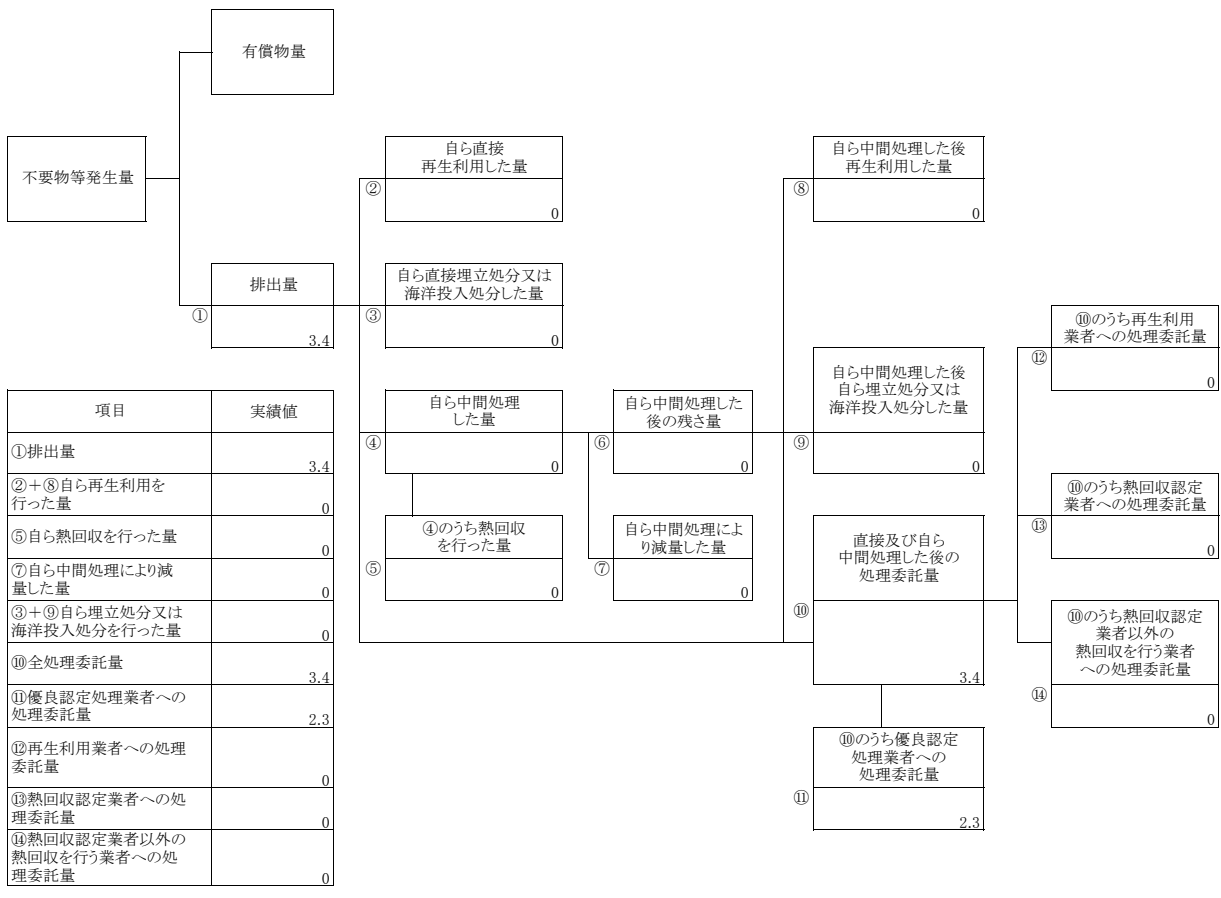 有償物量
不要物等発生量
排出量
①
3.4
自ら直接
再生利用した量
②
0
自ら直接埋立処分又は
海洋投入処分した量
③
0
自ら中間処理
した量
④
0
④のうち熱回収
を行った量
⑤
0
自ら中間処理した
後の残さ量
⑥
0
自ら中間処理によ
り減量した量
⑦
0
自ら中間処理した後
再生利用した量
⑧
0
自ら中間処理した後
自ら埋立処分又は
海洋投入処分した量
⑨
0
直接及び自ら
中間処理した後の
処理委託量
⑩
3.4
⑩のうち優良認定
処理業者への
処理委託量
⑪
2.3
⑩のうち再生利用
業者への処理委託量
⑫
0
⑩のうち熱回収認定
業者への処理委託量
⑬
0
⑩のうち熱回収認定
業者以外の
熱回収を行う業者
への処理委託量
⑭
0
項目 実績値
①排出量
3.4
②＋⑧自ら再生利用を
行った量
0
⑤自ら熱回収を行った量
0
⑦自ら中間処理により減
量した量
0
③＋⑨自ら埋立処分又は
海洋投入処分を行った量
0
⑩全処理委託量
3.4
⑪優良認定処理業者への
処理委託量
2.3
⑫再生利用業者への処理
委託量
0
⑬熱回収認定業者への処
理委託量
0
⑭熱回収認定業者以外の
熱回収を行う業者への処
理委託量
0